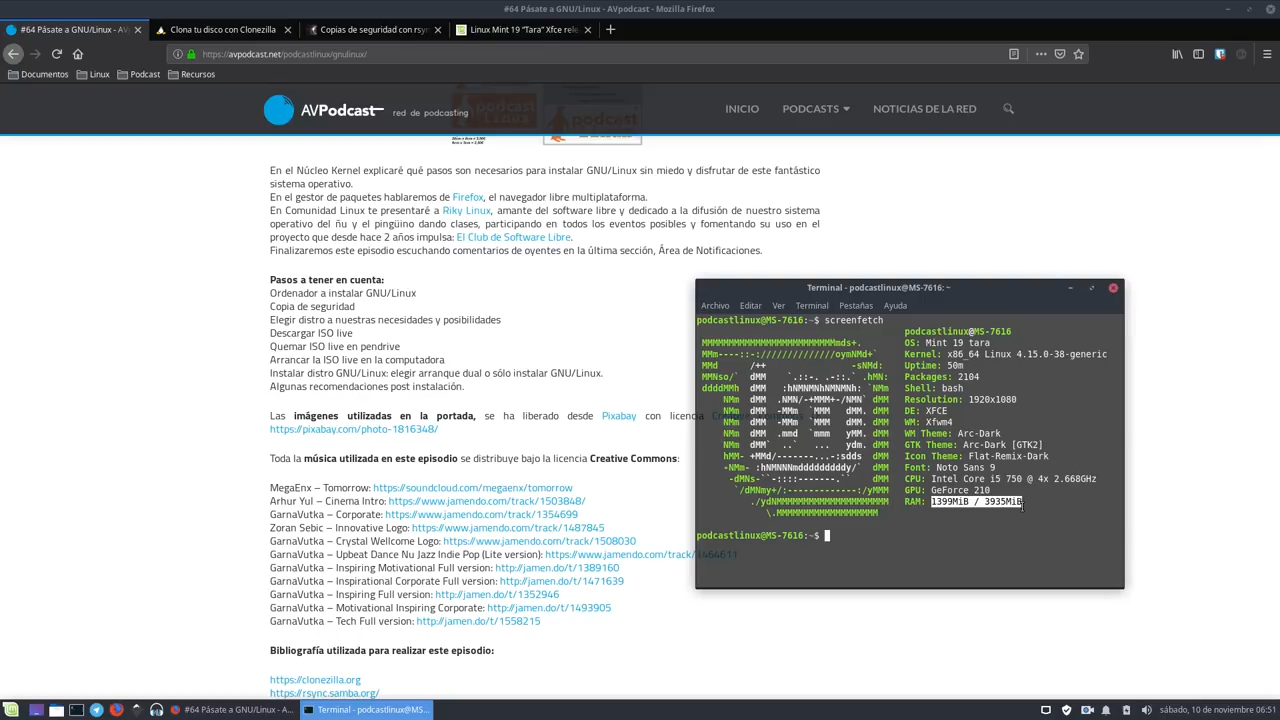 #64 Pásate a GNU/Linux - AVpodcast - Mozilla Firefox
#64 Pásate a GNU/Linux - AV
Clona tu disco con Clonezilla
Copias de seguridad con rsyn
Linux Mint 19 "Tara" Xfce rele
https://avpodcast.net/podcastlinux/gnulinux/
Documentos Linux Podcast Recursos
AVPodcast red de podcasting
INICIO PODCASTS NOTICIAS DE LA RED
En el Núcleo Kernel explicaré qué pasos son necesarios para instalar GNU/Linux sin miedo y disfrutar de este fantástico
sistema operativo.
En el gestor de paquetes hablaremos de Firefox, el navegador libre multiplataforma.
En Comunidad Linux te presentaré a Riky Linux, amante del software libre y dedicado a la difusión de nuestro sistema
operativo del ñu y el pingüino dando clases, participando en todos los eventos posibles y fomentando su uso en el
proyecto que desde hace 2 años impulsa: El Club de Software Libre.
Finalizaremos este episodio escuchando comentarios de oyentes en la última sección, Área de Notificaciones.
Pasos a tener en cuenta:
Ordenador a instalar GNU/Linux
Copia de seguridad
Elegir distro a nuestras necesidades y posibilidades
Descargar ISO live
Quemar ISO live en pendrive
Arrancar la ISO live en la computadora
Instalar distro GNU/Linux: elegir arranque dual o sólo instalar GNU/Linux.
Algunas recomendaciones post instalación.
Las imágenes utilizadas en la portada, se ha liberado desde Pixabay con licencia
https://pixabay.com/photo-1816348/
Toda la música utilizada en este episodio se distribuye bajo la licencia Creative Commons:
MegaEnx – Tomorrow: https://soundcloud.com/megaenx/tomorrow
Arhur Yul – Cinema Intro: https://www.jamendo.com/track/1503848/
GarnaVutka – Corporate: https://www.jamendo.com/track/1354699
Zoran Sebic – Innovative Logo: https://www.jamendo.com/track/1487845
GarnaVutka – Crystal Wellcome Logo: https://www.jamendo.com/track/1508030
GarnaVutka – Upbeat Dance Nu Jazz Indie Pop (Lite version): https://www.jamendo.com/track/1464611
GarnaVutka – Inspiring Motivational Full version: http://jamen.do/t/1389160
GarnaVutka – Inspirational Corporate Full version: http://jamen.do/t/1471639
GarnaVutka – Inspiring Full version: http://jamen.do/t/1352946
GarnaVutka – Motivational Inspiring Corporate: http://jamen.do/t/1493905
GarnaVutka – Tech Full version: http://jamen.do/t/1558215
Bibliografía utilizada para realizar este episodio:
https://clonezilla.org
https://rsync.samba.org/
Terminal - podcastlinux@MS-7616: ~
Archivo Editar Ver Terminal Pestañas Ayuda
podcastlinux@MS-7616:~$ screenfetch
podcastlinux@MS-7616
OS: Mint 19 tara
Kernel: x86_64 Linux 4.15.0-38-generic
Uptime: 50m
Packages: 2104
Shell: bash
Resolution: 1920x1080
DE: XFCE
WM: Xfwm4
WM Theme: Arc-Dark
GTK Theme: Arc-Dark [GTK2]
Icon Theme: Flat-Remix-Dark
Font: Noto Sans 9
CPU: Intel Core i5 750 @ 4x 2.668GHz
GPU: GeForce 210
RAM: 1399MiB / 3935MiB
podcastlinux@MS-7616:~$
#64 Pásate a GNU/Linux - A...
Terminal - podcastlinux@MS...
sábado, 10 de noviembre 06:51